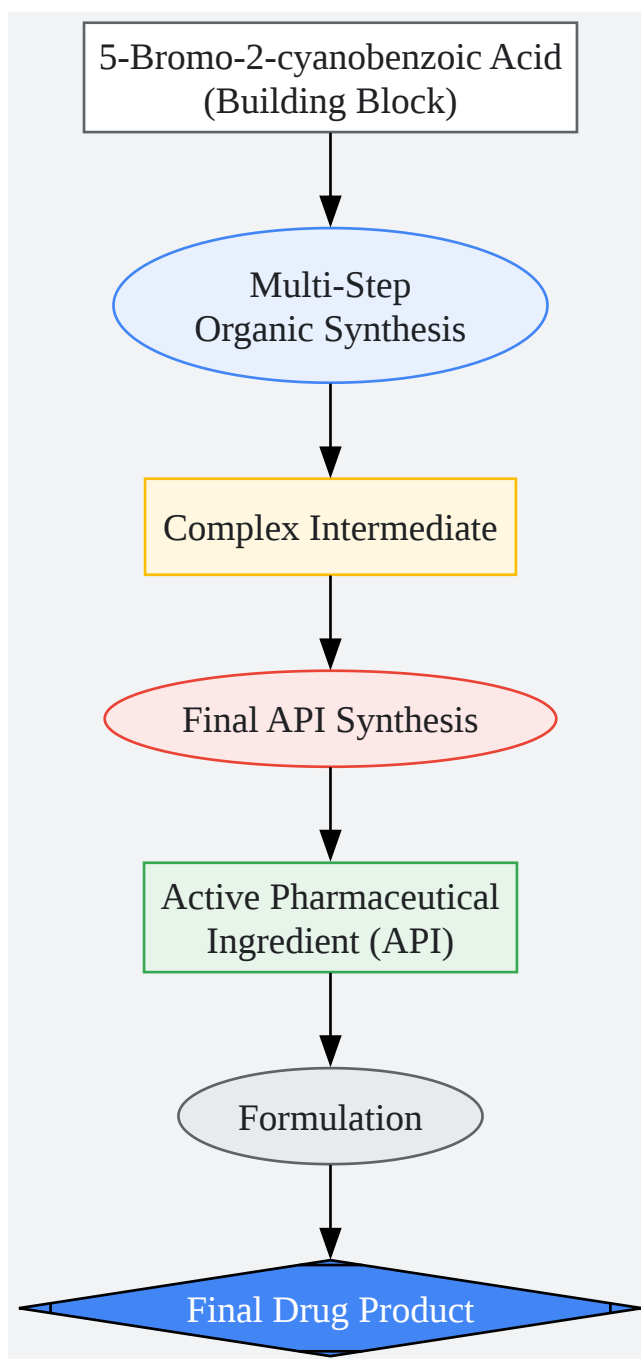 5-Bromo-2-cyanobenzoic Acid
(Building Block)
Multi-Step
Organic Synthesis
Complex Intermediate
Final API Synthesis
Active Pharmaceutical
Ingredient (API)
Formulation
Final Drug Product